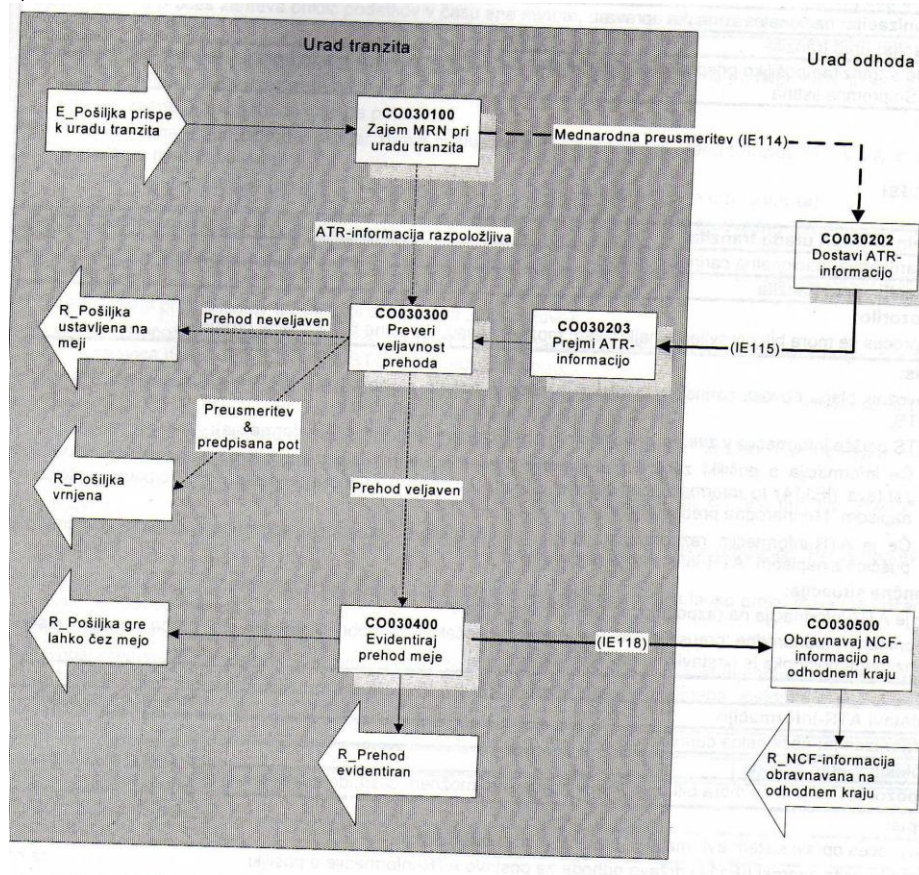 Urad tranzita
Urad odhoda
E_Pošiljka prispe
k uradu tranzita
CO030100
Zajem MRN pri
uradu tranzita
Mednarodna preusmeritev (IE114)
CO030202
Dostavi ATR-
informacijo
ATR-informacija razpoložljiva
R_Pošiljka
ustavljena na
meji
Prehod neveljaven
CO030300
Preveri
veljavnost
prehoda
CO030203
Prejmi ATR-
informacijo
(IE115)
Preusmeritev
&
predpisana pot
R_Pošiljka
vrnjena
Prehod veljaven
R_Pošiljka gre
lahko čez mejo
CO030400
Evidentiraj
prehod meje
(IE118)
CO030500
Obravnavaj NCF-
informacijo na
odhodnem kraju
R_Prehod
evidentiran
R_NCF-informacija
obravnavana na
odhodnem kraju